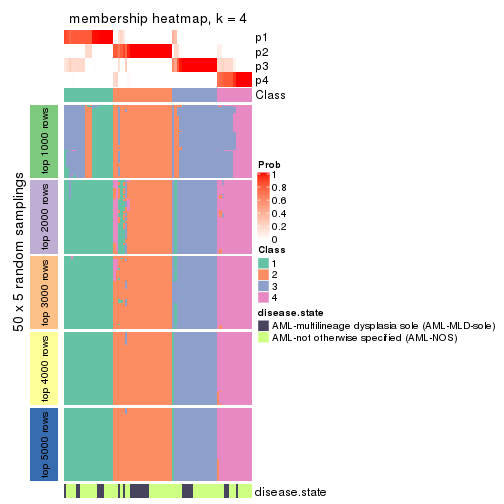 membership heatmap, k = 4
p1
p2
p3
p4
Class
50 x 5 random samplings
top 1000 rows
top 2000 rows
top 3000 rows
top 4000 rows
top 5000 rows
Prob
1
0.8
0.6
0.4
0.2
0
Class
1
2
3
4
disease.state
AML-multilineage dysplasia sole (AML-MLD-sole)
AML-not otherwise specified (AML-NOS)
disease.state